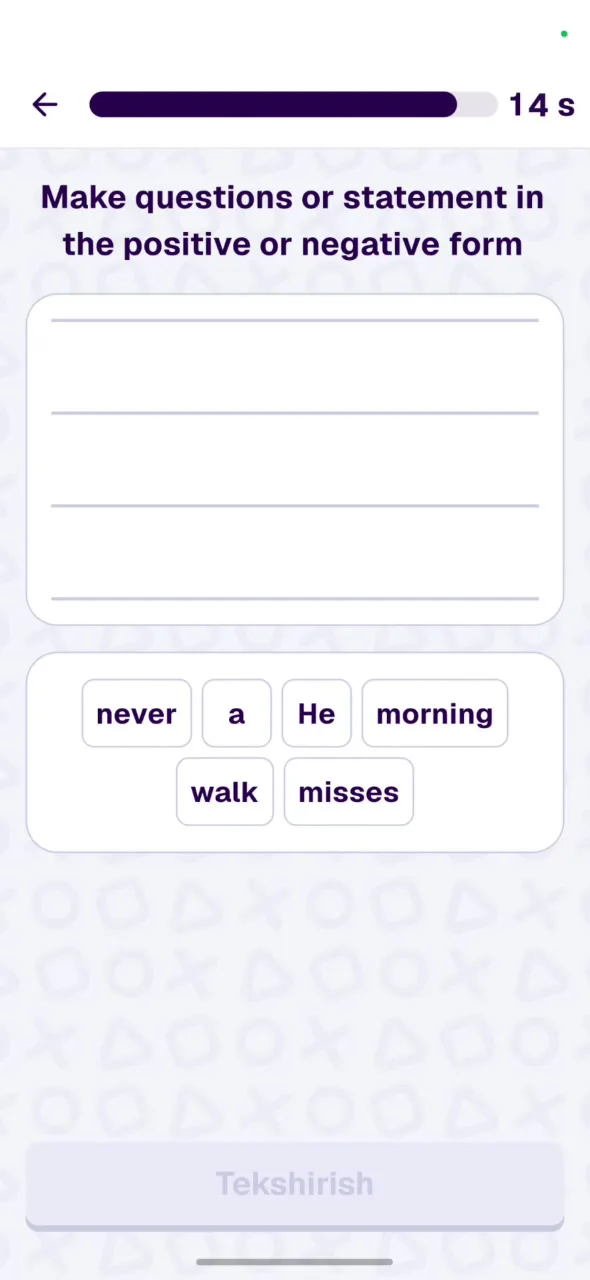 14 s
Make questions or statement in
the positive or negative form
never a He morning
walk misses
Tekshirish